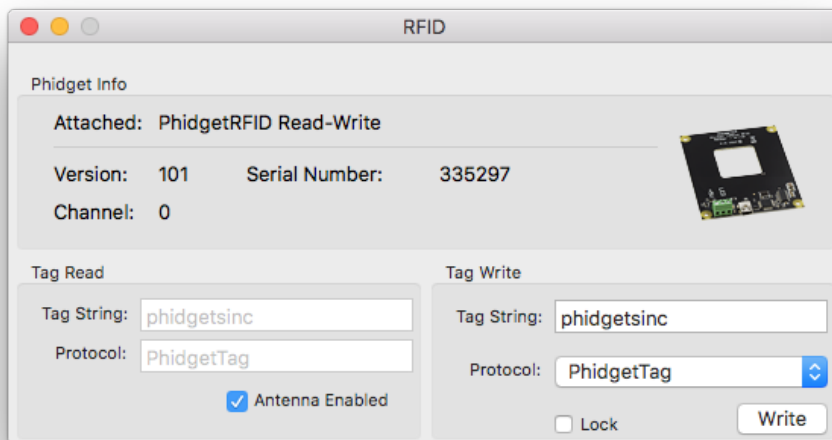 RFID
Phidget Info
Attached: PhidgetRFID Read-Write
Version: 101 Serial Number: 335297
Channel: 0
Tag Read
Tag String: phidgetsinc
Protocol: PhidgetTag
Antenna Enabled
Tag Write
Tag String: phidgetsinc
Protocol: PhidgetTag
Lock Write